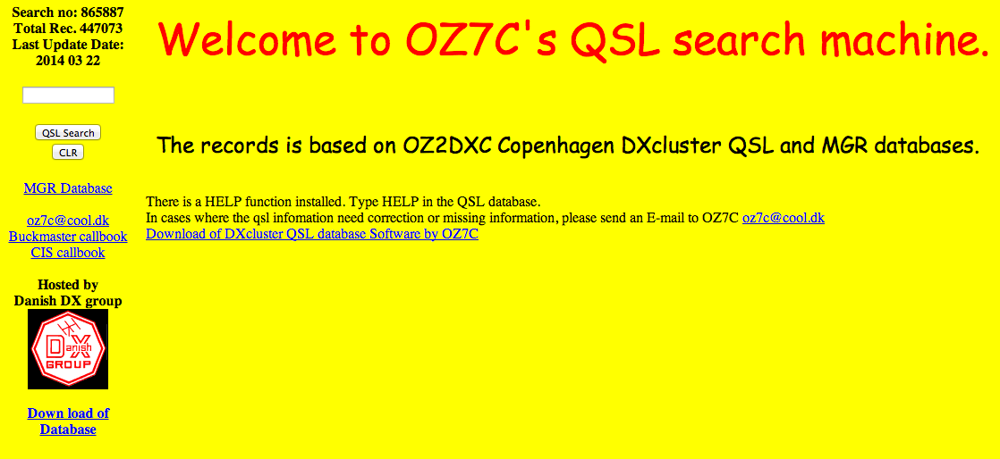 Search no: 865887
Total Rec. 447073
Last Update Date:
2014 03 22
QSL Search
CLR
MGR Database
oz7c@cool.dk
Buckmaster callbook
CIS callbook
Hosted by
Danish DX group
Danish DX
GROUP
Down load of
Database
Welcome to OZ7C's QSL search machine.
The records is based on OZ2DXC Copenhagen DXcluster QSL and MGR databases.
There is a HELP function installed. Type HELP in the QSL database.
In cases where the qsl infomation need correction or missing information, please send an E-mail to OZ7C oz7c@cool.dk
Download of DXcluster QSL database Software by OZ7C